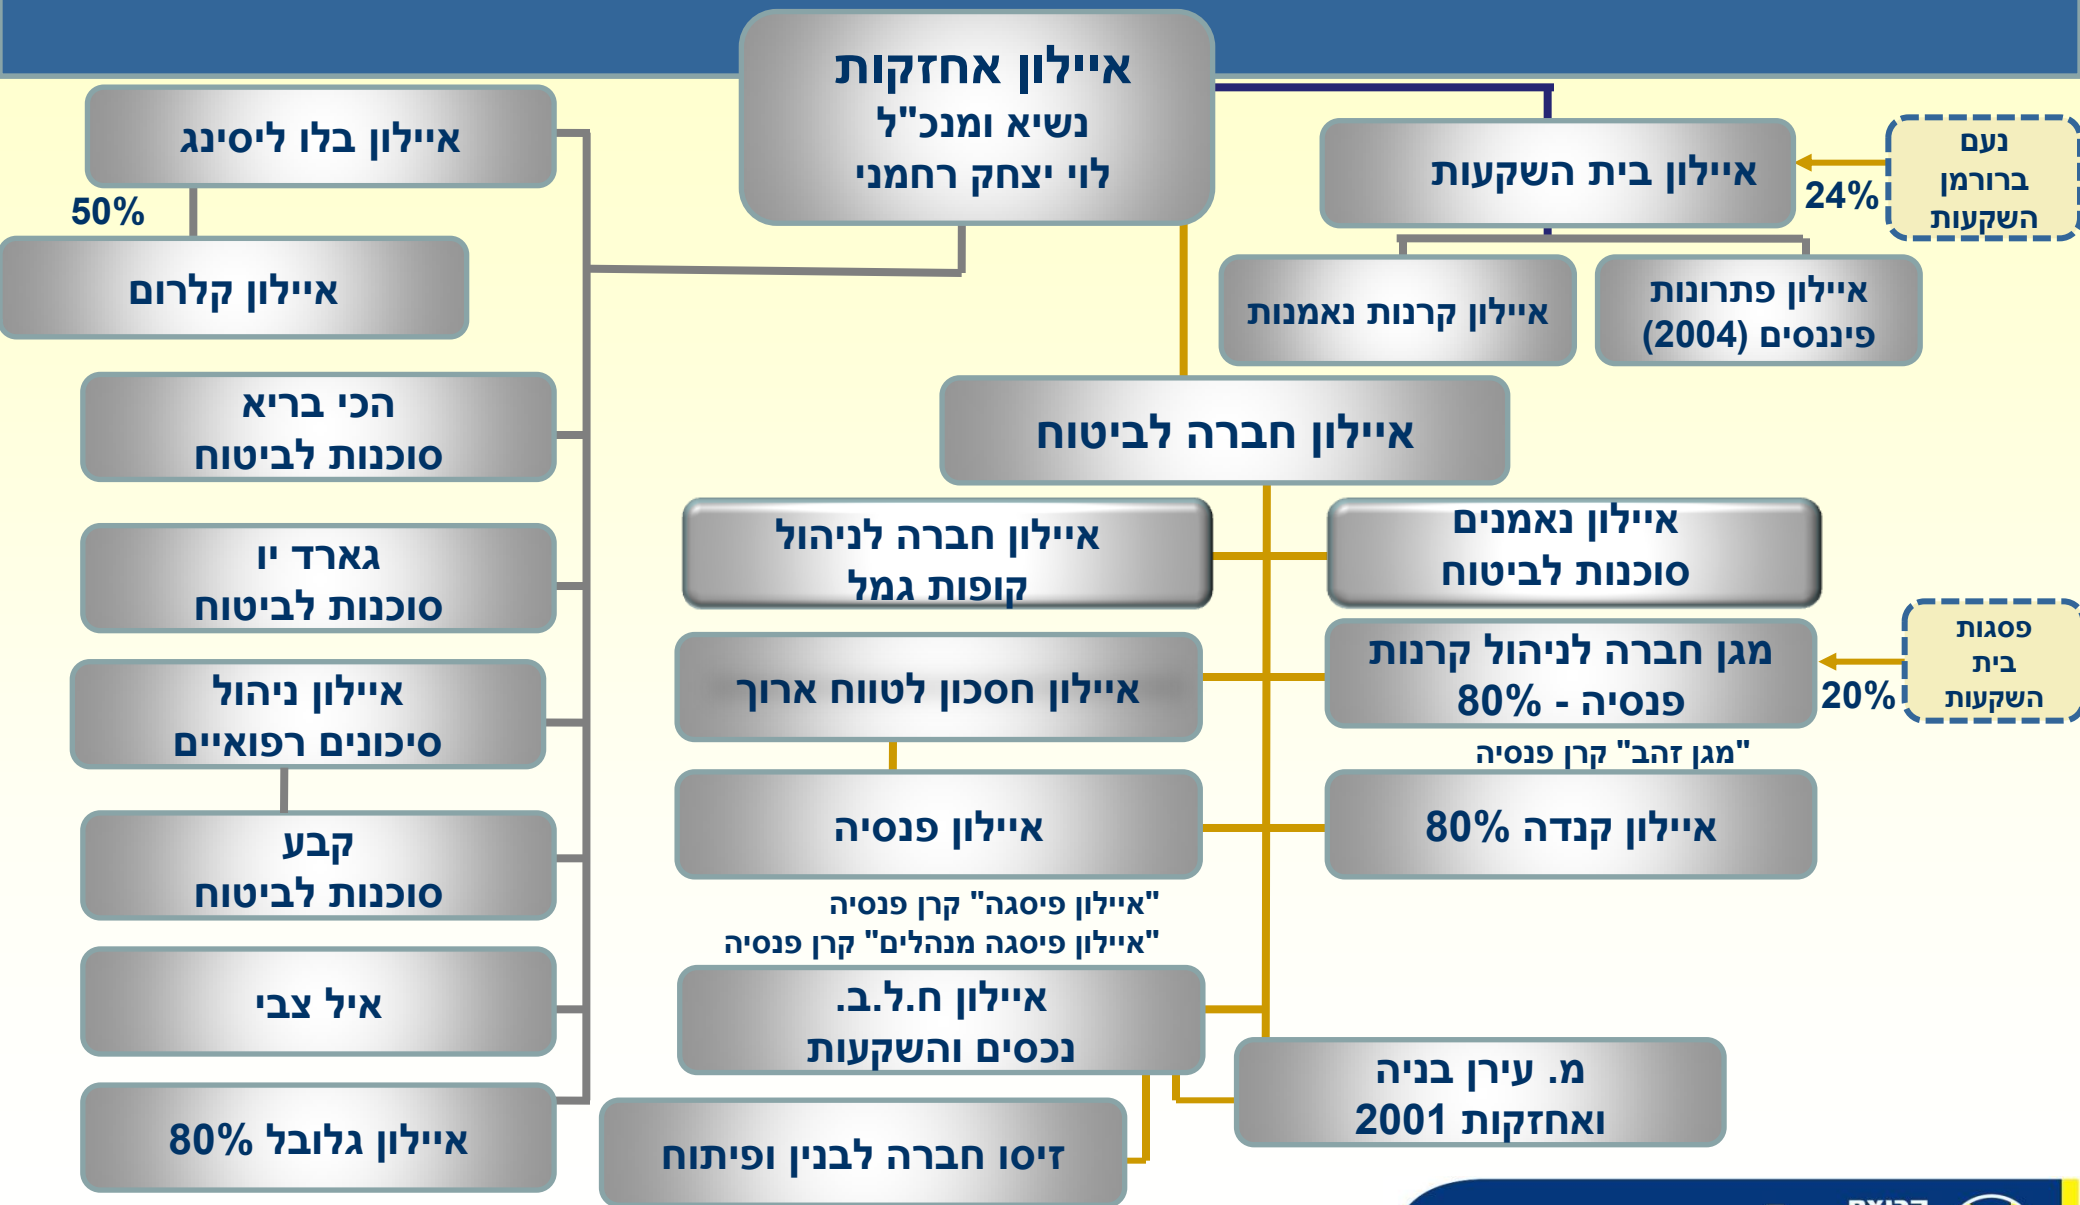 איילון אחזקות
נשיא ומנכ"ל
לוי יצחק רחמני
איילון בית השקעות
24%
נעם
ברורמן
השקעות
איילון קרנות נאמנות
איילון פתרונות
פיננסים (2004)
איילון בלו ליסינג
50%
איילון קלרום
הכי בריא
סוכנות לביטוח
גארד יו
סוכנות לביטוח
איילון ניהול
סיכונים רפואיים
קבע
סוכנות לביטוח
איל צבי
איילון גלובל 80%
איילון חברה לביטוח
איילון נאמנים
סוכנות לביטוח
איילון חברה לניהול
קופות גמל
מגן חברה לניהול קרנות
פנסיה - 80%
20%
פסגות
בית
השקעות
"מגן זהב" קרן פנסיה
איילון חסכון לטווח ארוך
איילון קנדה 80%
איילון פנסיה
"איילון פיסגה" קרן פנסיה
"איילון פיסגה מנהלים" קרן פנסיה
איילון ח.ל.ב.
נכסים והשקעות
מ. עירן בניה
ואחזקות 2001
זיסו חברה לבנין ופיתוח